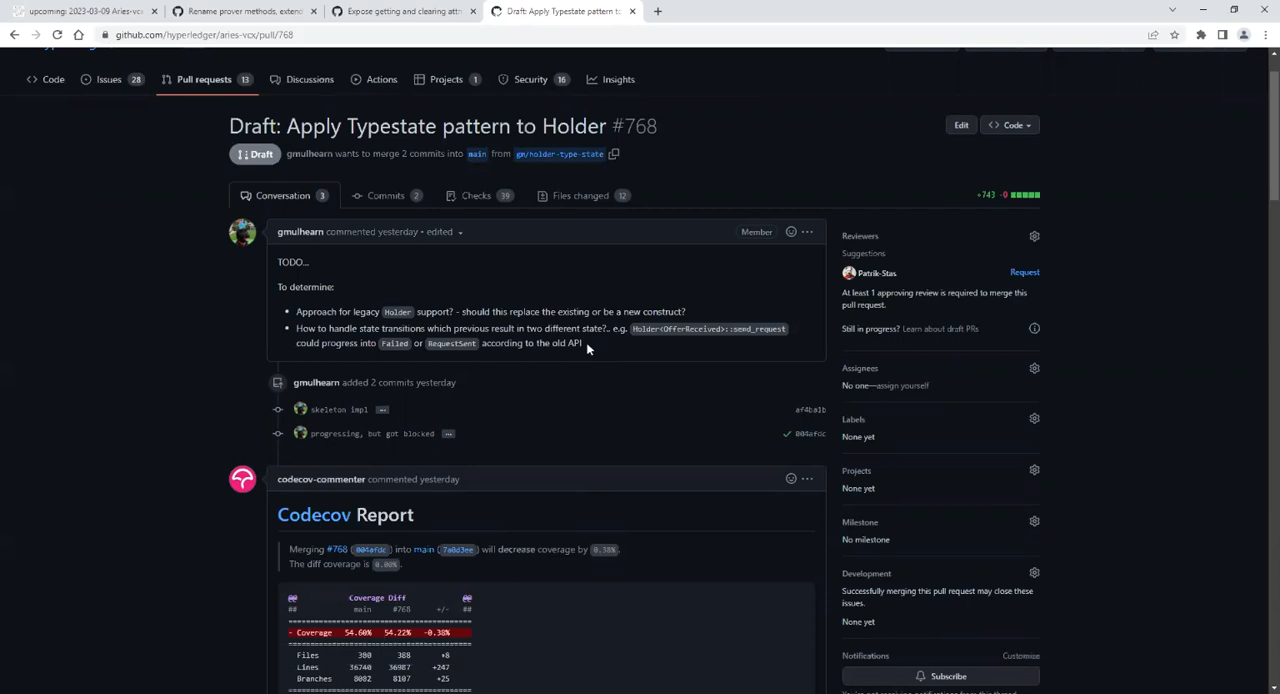 upcoming: 2023-03-09 Aries-vcx
Rename prover methods, extend
Expose getting and clearing attr
Draft: Apply Typestate pattern to
github.com/hyperledger/aries-vcx/pull/768
Code
Issues 28
Pull requests 13
Discussions
Actions
Projects 1
Security 16
Insights
Draft: Apply Typestate pattern to Holder #768
Edit
Code
Draft
gmulhearn wants to merge 2 commits into main from gm/holder-type-state
Conversation 3
Commits 2
Checks 39
Files changed 12
+743 -0
gmulhearn commented yesterday • edited
Member
TODO...
To determine:
• Approach for legacy Holder support? - should this replace the existing or be a new construct?
• How to handle state transitions which previous result in two different state?.. e.g. Holder<OfferReceived>::send_request
could progress into Failed or RequestSent according to the old API
gmulhearn added 2 commits yesterday
skeleton impl ...
af4ba1b
progressing, but got blocked ...
004afdc
codecov-commenter commented yesterday
Codecov Report
Merging #768 (004afdc) into main (7a0d3ee) will decrease coverage by 0.38%.
The diff coverage is 0.00%.
@@ Coverage Diff @@
## main #768 +/- ##
=========================================
- Coverage 54.60% 54.22% -0.38%
=========================================
Files 380 388 +8
Lines 36740 36987 +247
Branches 8082 8107 +25
=========================================
Reviewers
Suggestions
Patrik-Stas
Request
At least 1 approving review is required to merge this
pull request.
Still in progress? Learn about draft PRs
Assignees
No one—assign yourself
Labels
None yet
Projects
None yet
Milestone
No milestone
Development
Successfully merging this pull request may close these
issues.
None yet
Notifications
Customize
Subscribe